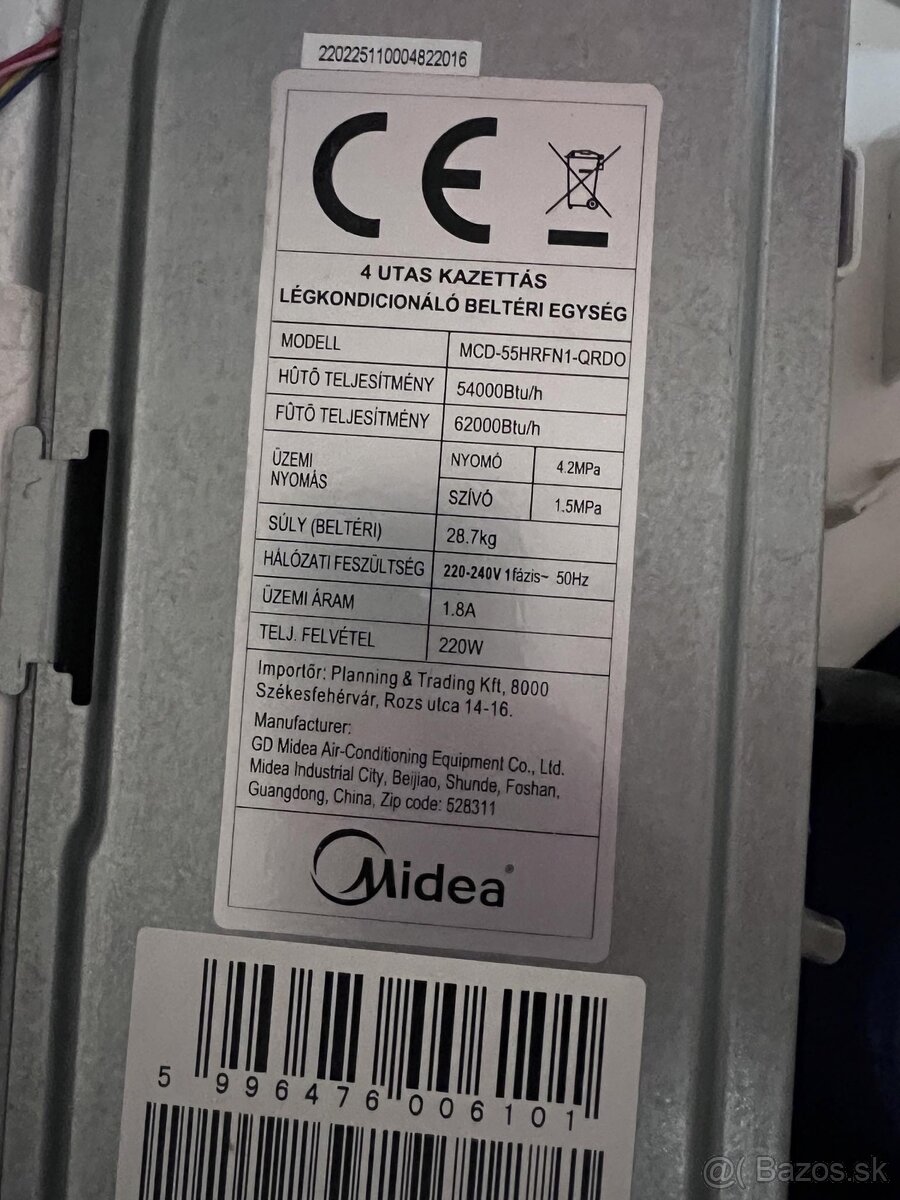 220225110004822016
CE
4 UTAS KAZETTÁS
LÉGKONDICIONÁLÓ BELTÉRI EGYSÉG
MODELL MCD-55HRFN1-QRDO
HÛTÕ TELJESÍTMÉNY 54000Btu/h
FÛTÕ TELJESÍTMÉNY 62000Btu/h
ÜZEMI NYOMÁS
NYOMÓ 4.2MPa
SZÍVÓ 1.5MPa
SÚLY (BELTÉRI) 28.7kg
HÁLÓZATI FESZÜLTSÉG 220-240V 1fázis~ 50Hz
ÜZEMI ÁRAM 1.8A
TELJ. FELVÉTEL 220W
Importőr: Planning & Trading Kft, 8000
Székesfehérvár, Rozs utca 14-16.
Manufacturer:
GD Midea Air-Conditioning Equipment Co., Ltd.
Midea Industrial City, Beijiao, Shunde, Foshan,
Guangdong, China, Zip code: 528311
Midea®
5 996476 006101
@( Bazos.sk